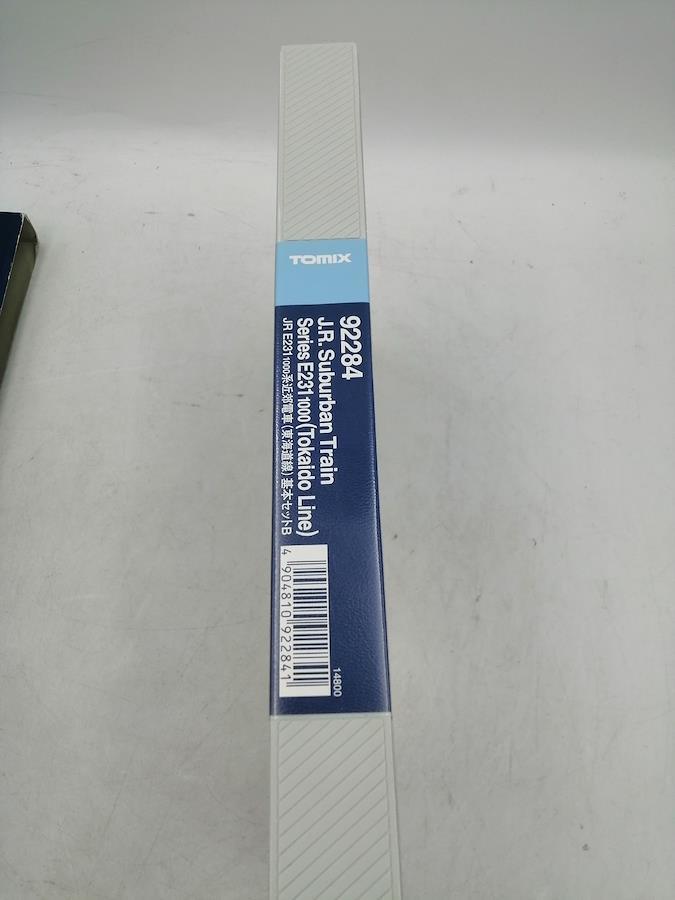 TOMIX
92284
J.R. Suburban Train
Series E231 1000 (Tokaido Line)
JR E231 1000系近郊電車 (東海道線) 基本セットB
4 904810 922841
14800